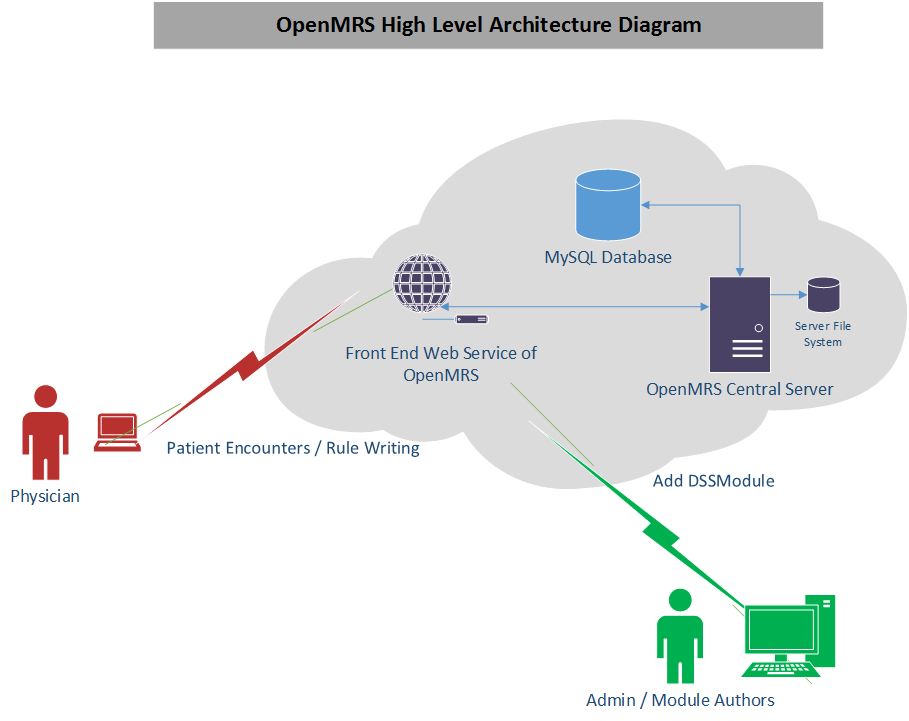 OpenMRS High Level Architecture Diagram
MySQL Database
Server File
System
Front End Web Service of
OpenMRS
OpenMRS Central Server
Patient Encounters / Rule Writing
Physician
Add DSSModule
Admin / Module Authors